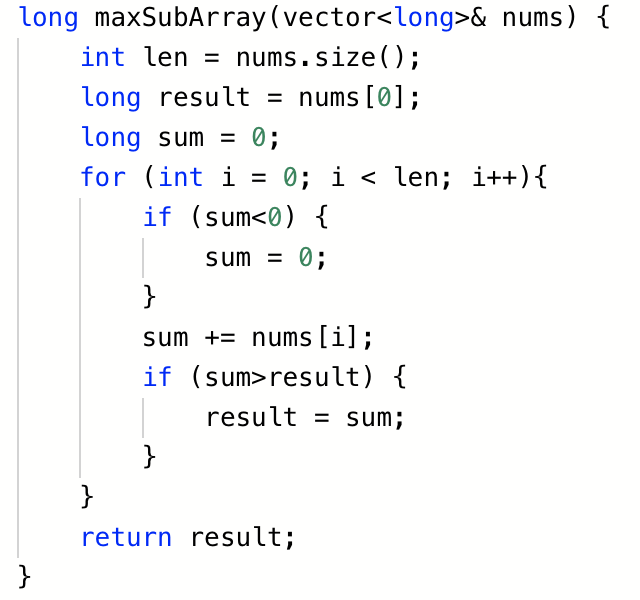 long maxSubArray(vector<long>& nums) {
    int len = nums.size();
    long result = nums[0];
    long sum = 0;
    for (int i = 0; i < len; i++){
        if (sum<0) {
            sum = 0;
        }
        sum += nums[i];
        if (sum>result) {
            result = sum;
        }
    }
    return result;
}